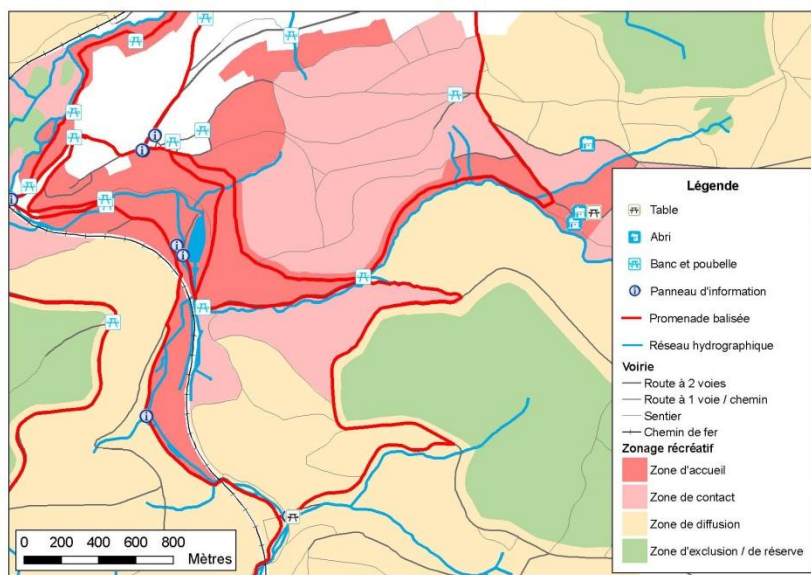 Légende
Table
Abri
Banc et poubelle
Panneau d'information
Promenade balisée
Réseau hydrographique
Voirie
Route à 2 voies
Route à 1 voie / chemin
Sentier
Chemin de fer
Zonage récréatif
Zone d'accueil
Zone de contact
Zone de diffusion
Zone d'exclusion / de réserve
0 200 400 600 800
Mètres